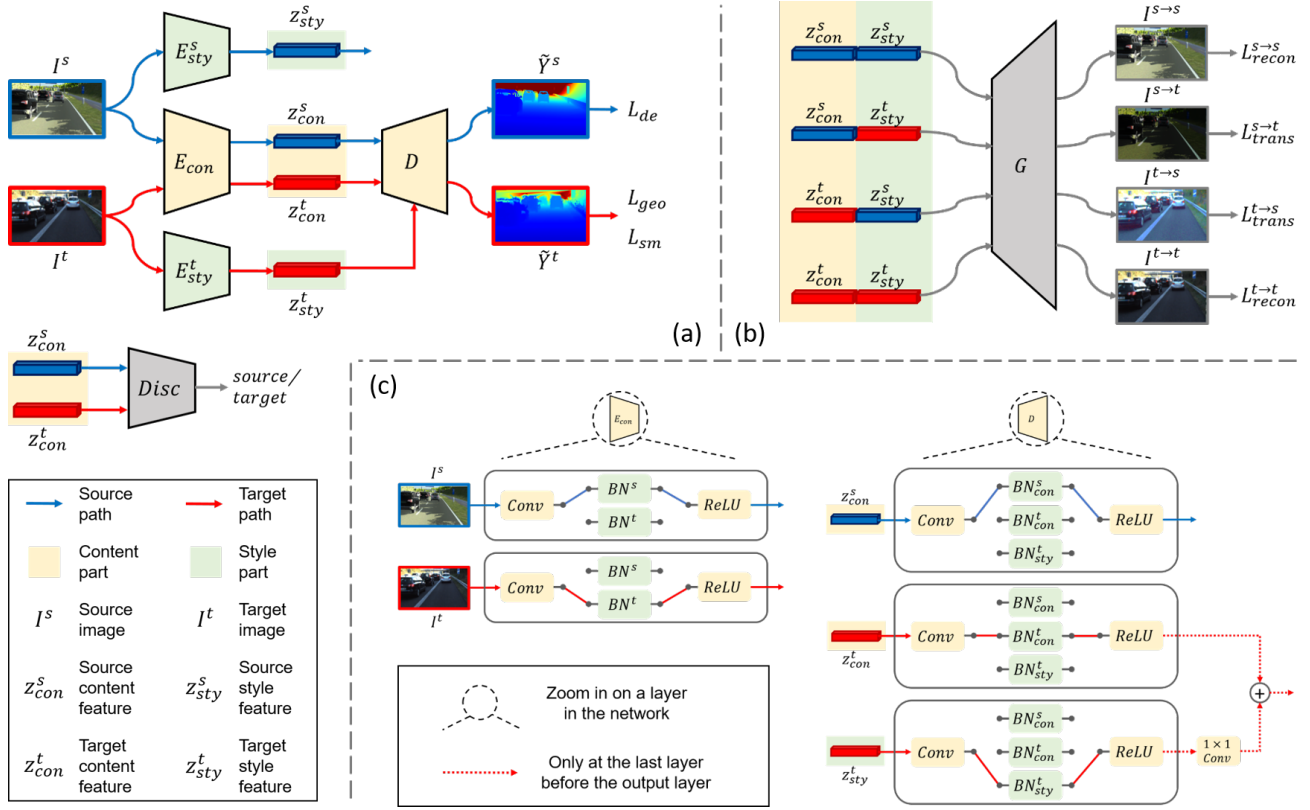 I^s
E^s_sty
z^s_sty
E_con
z^s_con
z^t_con
D
Ỹ^s
L_de
Ỹ^t
L_geo
L_sm
I^t
E^t_sty
z^t_sty
(a)
z^s_con z^s_sty
z^s_con z^t_sty
z^t_con z^s_sty
z^t_con z^t_sty
G
I^s→s
L^s→s_recon
I^s→t
L^s→t_trans
I^t→s
L^t→s_trans
I^t→t
L^t→t_recon
(b)
z^s_con
z^t_con
Disc
source/
target
Source
path
Target
path
Content
part
Style
part
I^s
Source
image
I^t
Target
image
z^s_con
Source
content
feature
z^s_sty
Source
style
feature
z^t_con
Target
content
feature
z^t_sty
Target
style
feature
(c)
E_con
I^s
Conv
BN^s
BN^t
ReLU
I^t
Conv
BN^s
BN^t
ReLU
Zoom in on a layer
in the network
Only at the last layer
before the output layer
D
z^s_con
Conv
BN^s_con
BN^t_con
BN^t_sty
ReLU
z^t_con
Conv
BN^s_con
BN^t_con
BN^t_sty
ReLU
+
z^t_sty
Conv
BN^s_con
BN^t_con
BN^t_sty
ReLU
1 × 1
Conv